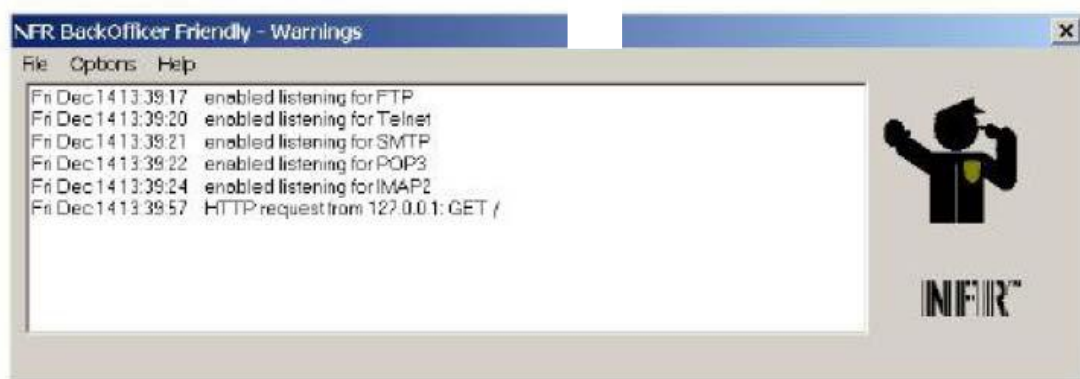 NFR BackOfficer Friendly - Warnings
File Options Help
Fri Dec 14 13:39:17 enabled listening for FTP
Fri Dec 14 13:39:20 enabled listening for Telnet
Fri Dec 14 13:39:21 enabled listening for SMTP
Fri Dec 14 13:39:22 enabled listening for POP3
Fri Dec 14 13:39:24 enabled listening for IMAP2
Fri Dec 14 13:39:57 HTTP request from 127.0.0.1: GET /
NFR™